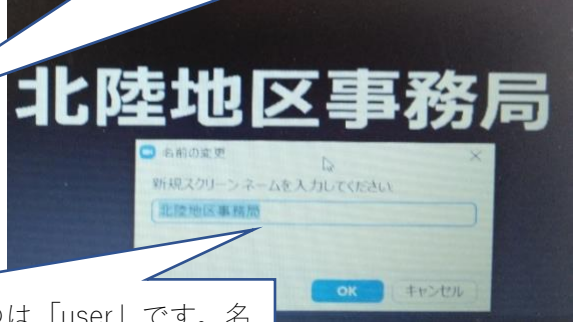 北陸地区事務局
名前の変更
新規スクリーン ネームを入力してください:
北陸地区事務局
OK キャンセル
のは「user」です。名